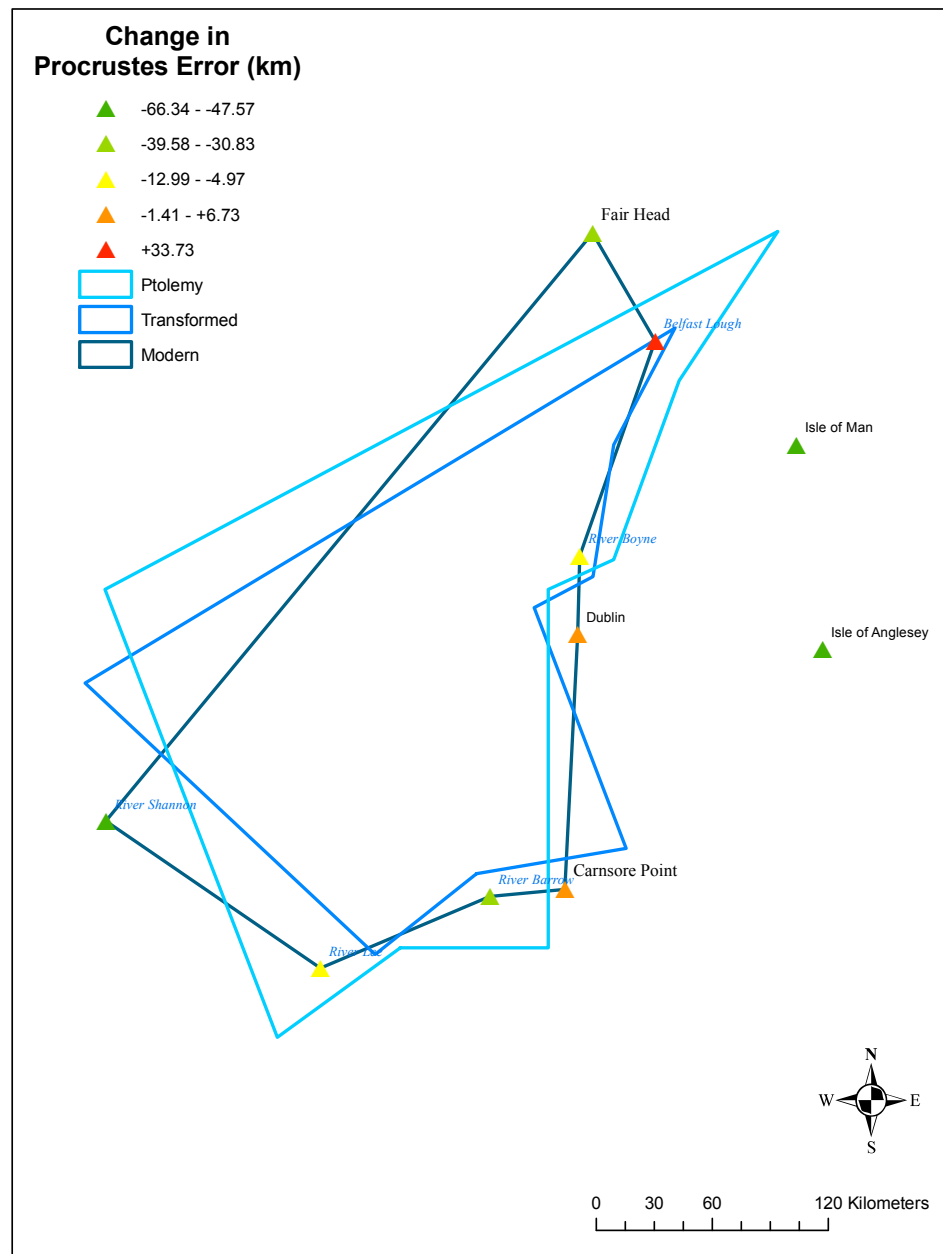 Change in
Procrustes Error (km)
-66.34 - -47.57
-39.58 - -30.83
-12.99 - -4.97
-1.41 - +6.73
+33.73
Ptolemy
Transformed
Modern
Fair Head
Belfast Lough
Isle of Man
River Boyne
Dublin
Isle of Anglesey
River Shannon
Carnsore Point
River Barrow
River Lee
N
W E
S
0 30 60 120 Kilometers